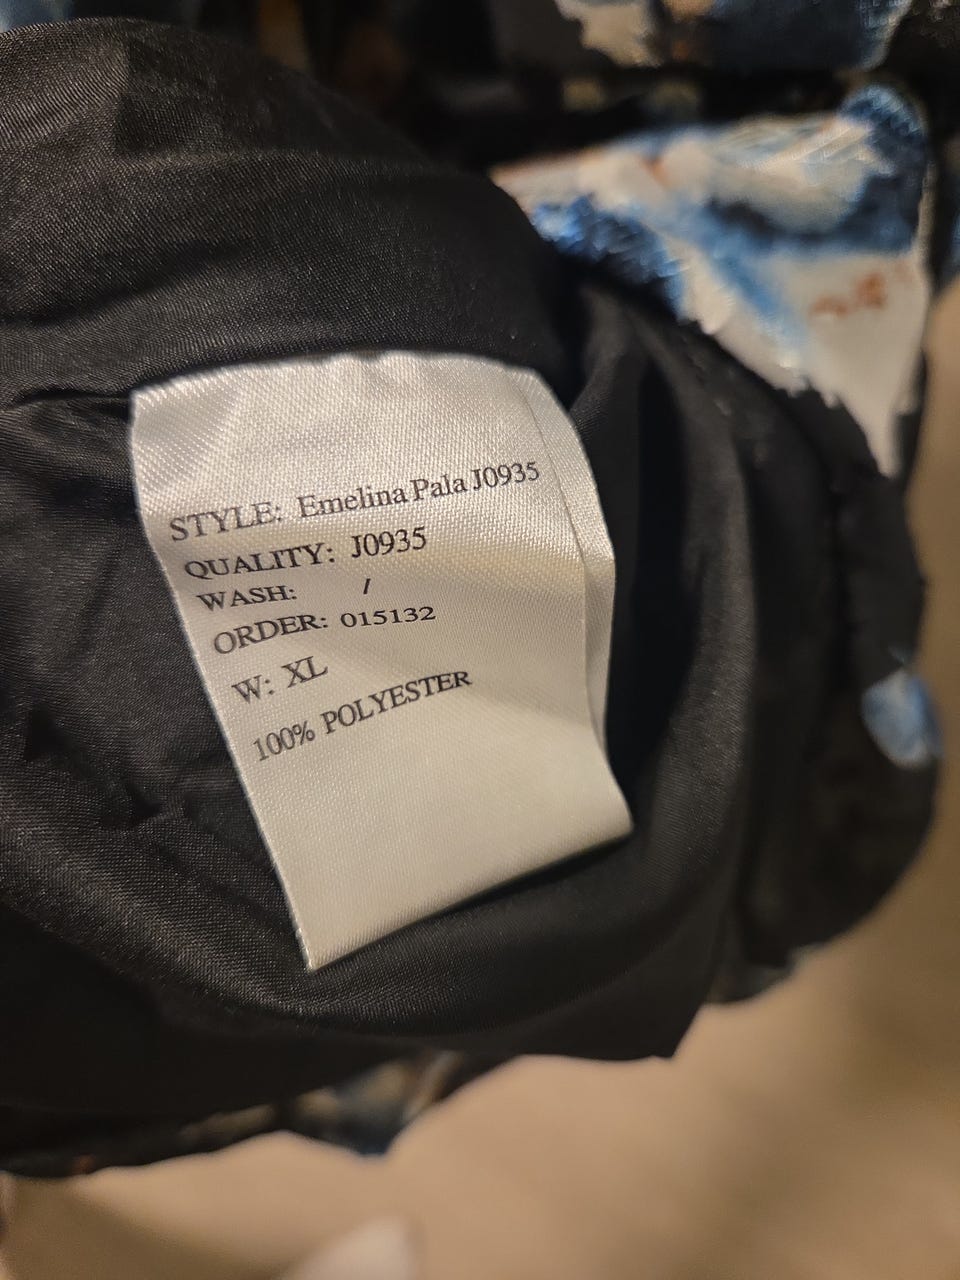 STYLE: Emelina Pala J0935
QUALITY: J0935
WASH: /
ORDER: 015132
W: XL
100% POLYESTER